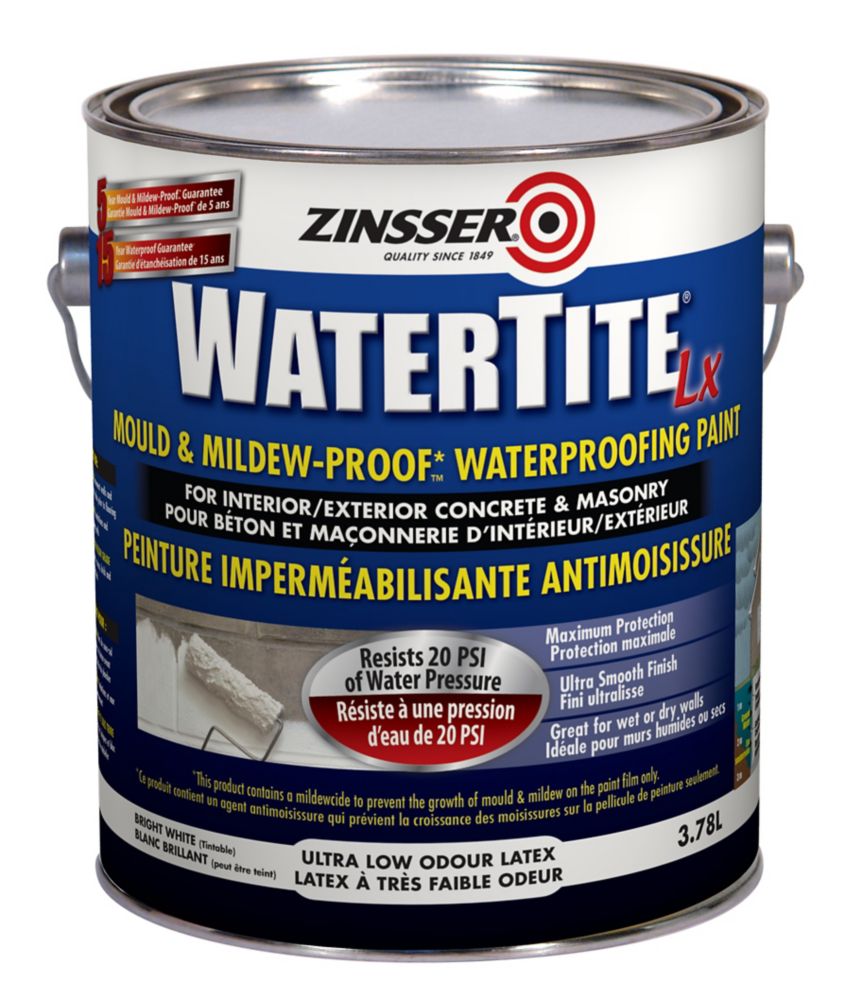 5 Year Mould & Mildew-Proof™ Guarantee
Garantie Mould & Mildew-Proof™ de 5 ans
15 Year Waterproof Guarantee
Garantie d'étanchéisation de 15 ans
ZINSSER®
QUALITY SINCE 1849
WATERTITE®
LX
MOULD & MILDEW-PROOF*™ WATERPROOFING PAINT
FOR INTERIOR/EXTERIOR CONCRETE & MASONRY
POUR BÉTON ET MAÇONNERIE D'INTÉRIEUR/EXTÉRIEUR
PEINTURE IMPERMÉABILISANTE ANTIMOISISSURE
Resists 20 PSI
of Water Pressure
Résiste à une pression
d'eau de 20 PSI
Maximum Protection
Protection maximale
Ultra Smooth Finish
Fini ultralisse
Great for wet or dry walls
Idéale pour murs humides ou secs
*This product contains a mildewcide to prevent the growth of mould & mildew on the paint film only.
*Ce produit contient un agent antimoisissure qui prévient la croissance des moisissures sur la pellicule de peinture seulement.
BRIGHT WHITE (Tintable)
BLANC BRILLANT (peut être teint)
ULTRA LOW ODOUR LATEX
LATEX À TRÈS FAIBLE ODEUR
3.78L